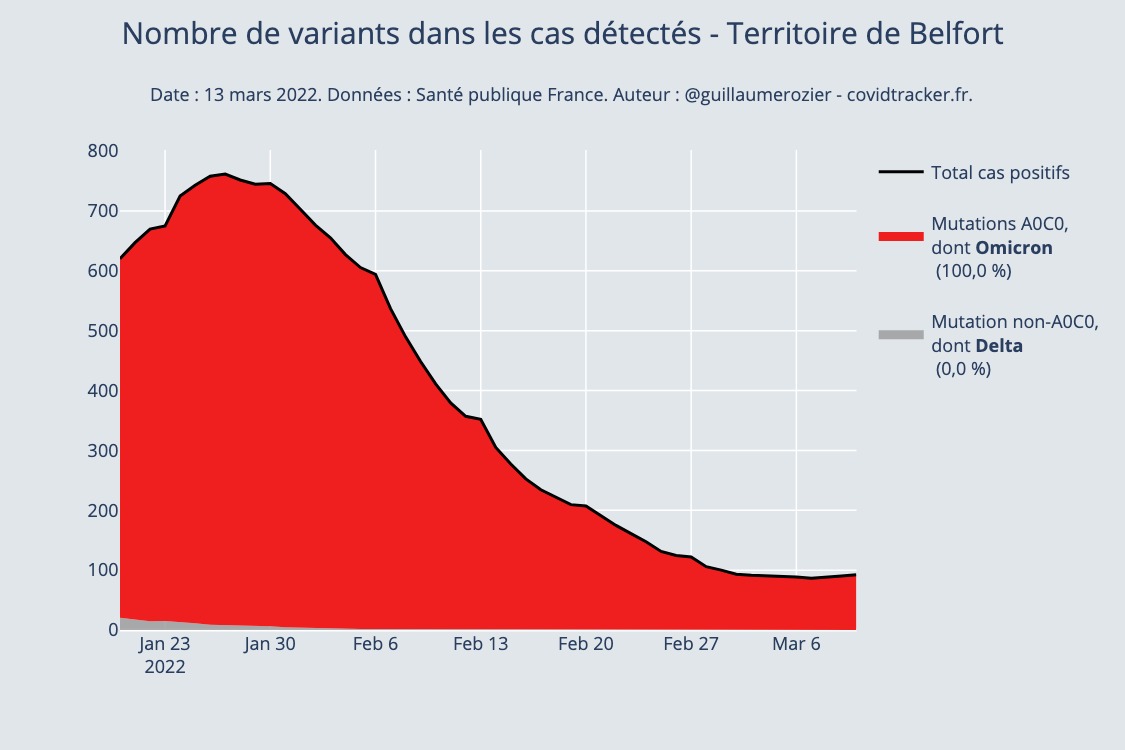 Nombre de variants dans les cas détectés - Territoire de Belfort
Date : 13 mars 2022. Données : Santé publique France. Auteur : @guillaumerozier - covidtracker.fr.
800
700
600
500
400
300
200
100
0
Jan 23
2022
Jan 30
Feb 6
Feb 13
Feb 20
Feb 27
Mar 6
Total cas positifs
Mutations A0C0,
dont Omicron
(100,0 %)
Mutation non-A0C0,
dont Delta
(0,0 %)